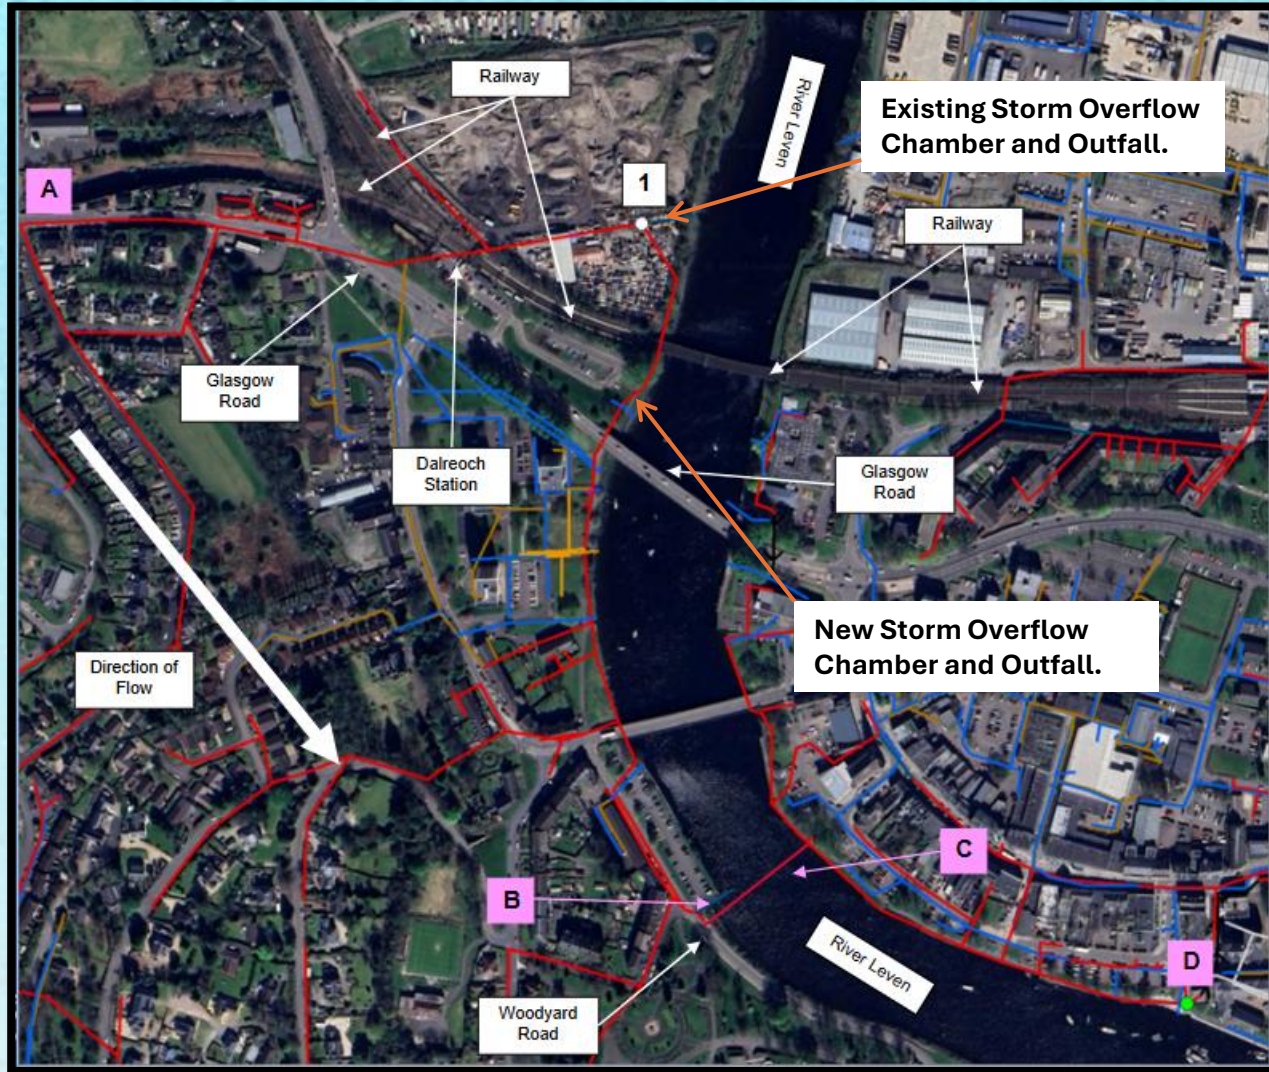 Railway
River Leven
Existing Storm Overflow
Chamber and Outfall.
A
1
Railway
Glasgow
Road
Dalreoch
Station
Glasgow
Road
New Storm Overflow
Chamber and Outfall.
Direction of
Flow
C
B
River Leven
D
Woodyard
Road